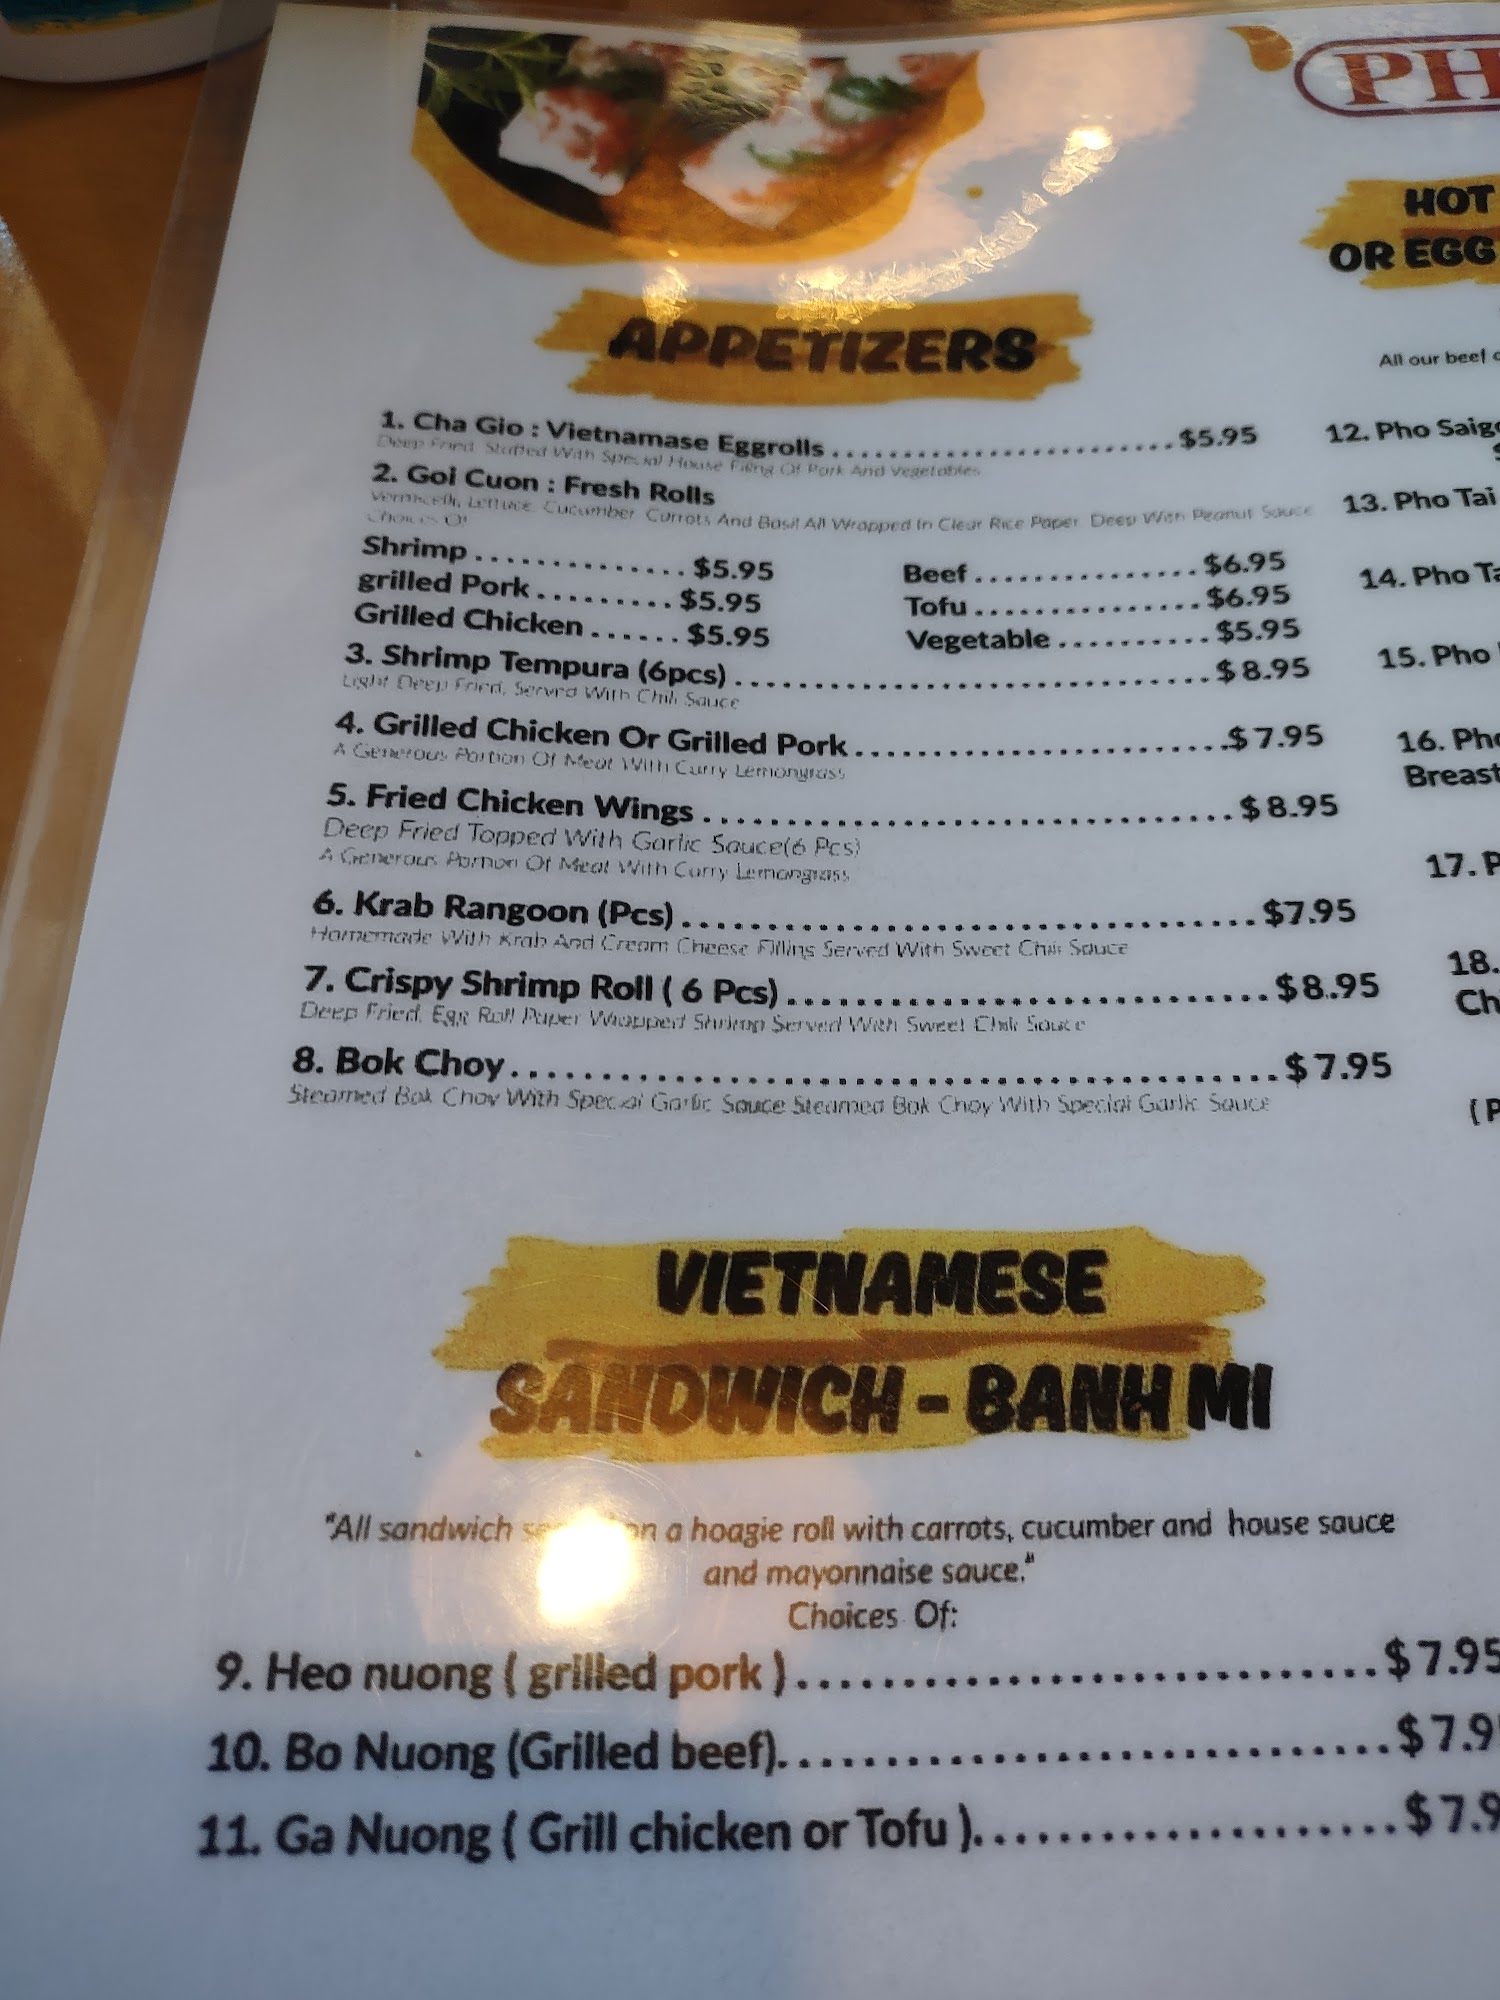 PH
APPETIZERS
1. Cha Gio : Vietnamase Eggrolls ........................ $5.95
Deep Fried, Stuffed With Special House Filing Of Pork And Vegetables
2. Goi Cuon : Fresh Rolls
Vermicelli, Lettuce, Cucumber, Currots And Basil All Wrapped In Clear Rice Paper. Deep With Peanut Sauce
Choices Of
Shrimp .............. $5.95
grilled Pork ......... $5.95
Grilled Chicken ...... $5.95
Beef ............... $6.95
Tofu ............... $6.95
Vegetable .......... $5.95
3. Shrimp Tempura (6pcs) ................................ $8.95
Light Deep Fried, Served With Chili Sauce
4. Grilled Chicken Or Grilled Pork ......................... $7.95
A Generous Portion Of Meat With Curry Lemongrass
5. Fried Chicken Wings ................................... $8.95
Deep Fried Topped With Garlic Sauce(6 Pcs)
A Generous Portion Of Meat With Curry Lemongrass
6. Krab Rangoon (Pcs) ..................................... $7.95
Homemade With Krab And Cream Cheese Fillins Served With Sweet Chili Sauce
7. Crispy Shrimp Roll ( 6 Pcs) ............................... $8.95
Deep Fried, Egg Roll Paper Wrapped Shrimp Served With Sweet Chili Sauce
8. Bok Choy ................................................ $7.95
Steamed Bok Choy With Special Garlic Sauce Steamed Bok Choy With Special Garlic Sauce
VIETNAMESE
SANDWICH - BANH MI
"All sandwich on a hoagie roll with carrots, cucumber and house sauce
and mayonnaise sauce."
Choices Of:
9. Heo nuong ( grilled pork ) ............................ $7.95
10. Bo Nuong (Grilled beef). ............................. $7.9
11. Ga Nuong ( Grill chicken or Tofu ). .................... $7.9
HOT
OR EGG
All our beef
12. Pho Saig
13. Pho Tai
14. Pho T
15. Pho
16. Pho
Breast
17. P
18.
Ch
( P